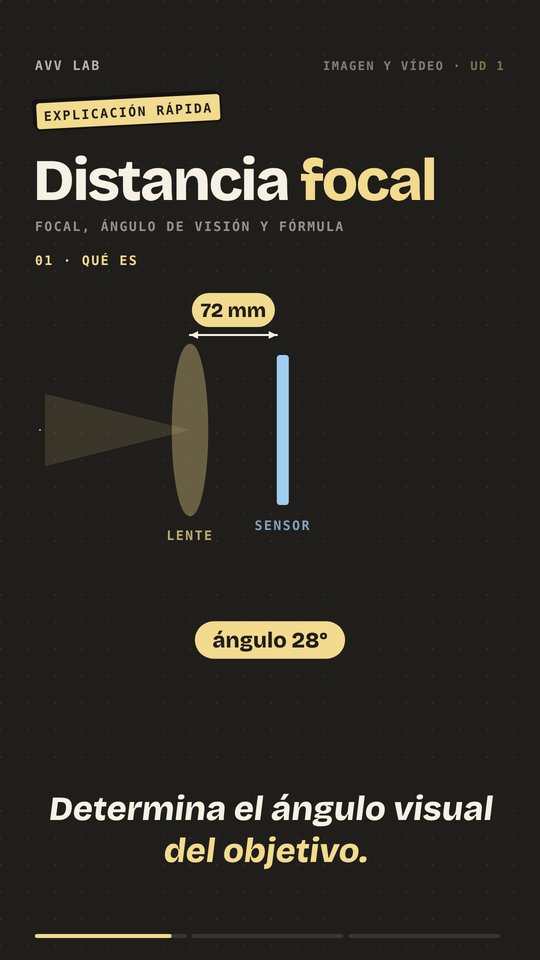 AVV LAB
IMAGEN Y VÍDEO · UD 1
EXPLICACIÓN RÁPIDA
Distancia focal
FOCAL, ÁNGULO DE VISIÓN Y FÓRMULA
01 · QUÉ ES
72 mm
LENTE
SENSOR
ángulo 28°
Determina el ángulo visual
del objetivo.